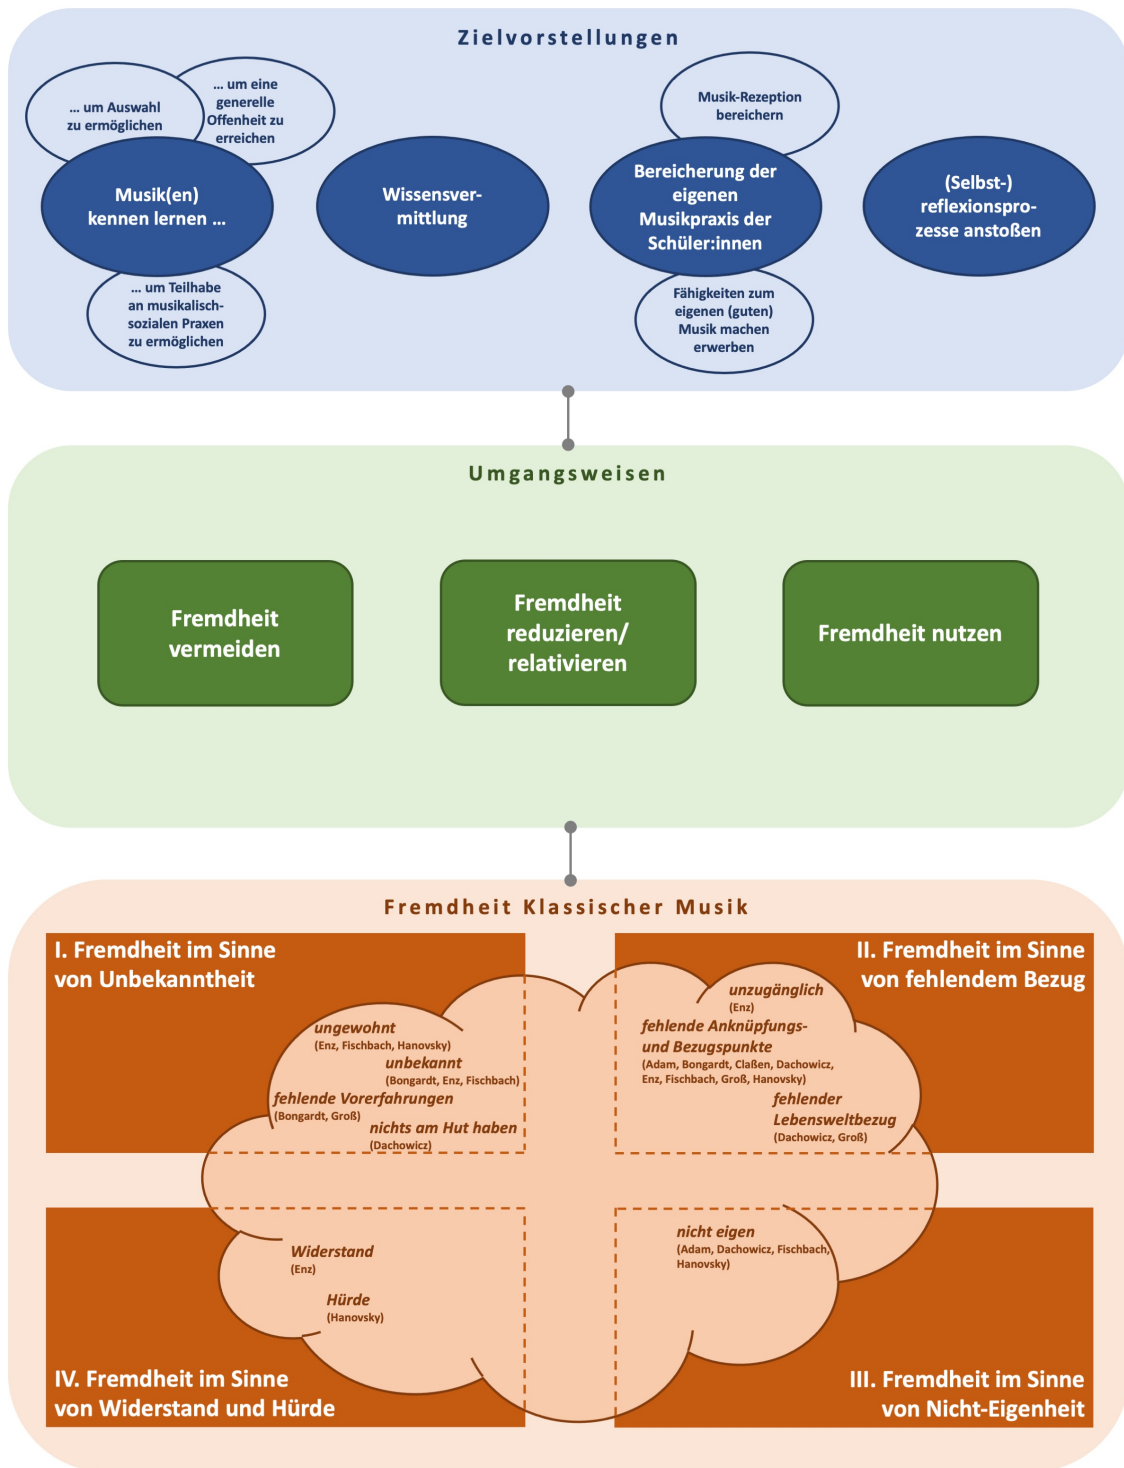 Zielvorstellungen
... um Auswahl
zu ermöglichen
... um eine
generelle
Offenheit zu
erreichen
Musik(en)
kennen lernen ...
... um Teilhabe
an musikalisch-
sozialen Praxen
zu ermöglichen
Wissensver-
mittlung
Musik-Rezeption
bereichern
Bereicherung der
eigenen
Musikpraxis der
Schüler:innen
Fähigkeiten zum
eigenen (guten)
Musik machen
erwerben
(Selbst-)
reflexionspro-
zesse anstoßen
Umgangsweisen
Fremdheit
vermeiden
Fremdheit
reduzieren/
relativieren
Fremdheit nutzen
Fremdheit Klassischer Musik
I. Fremdheit im Sinne
von Unbekanntheit
ungewohnt
(Enz, Fischbach, Hanovsky)
unbekannt
(Bongardt, Enz, Fischbach)
fehlende Vorerfahrungen
(Bongardt, Groß)
nichts am Hut haben
(Dachowicz)
II. Fremdheit im Sinne
von fehlendem Bezug
unzugänglich
(Enz)
fehlende Anknüpfungs-
und Bezugspunkte
(Adam, Bongardt, Claßen, Dachowicz,
Enz, Fischbach, Groß, Hanovsky)
fehlender
Lebensweltbezug
(Dachowicz, Groß)
Widerstand
(Enz)
Hürde
(Hanovsky)
IV. Fremdheit im Sinne
von Widerstand und Hürde
nicht eigen
(Adam, Dachowicz, Fischbach,
Hanovsky)
III. Fremdheit im Sinne
von Nicht-Eigenheit